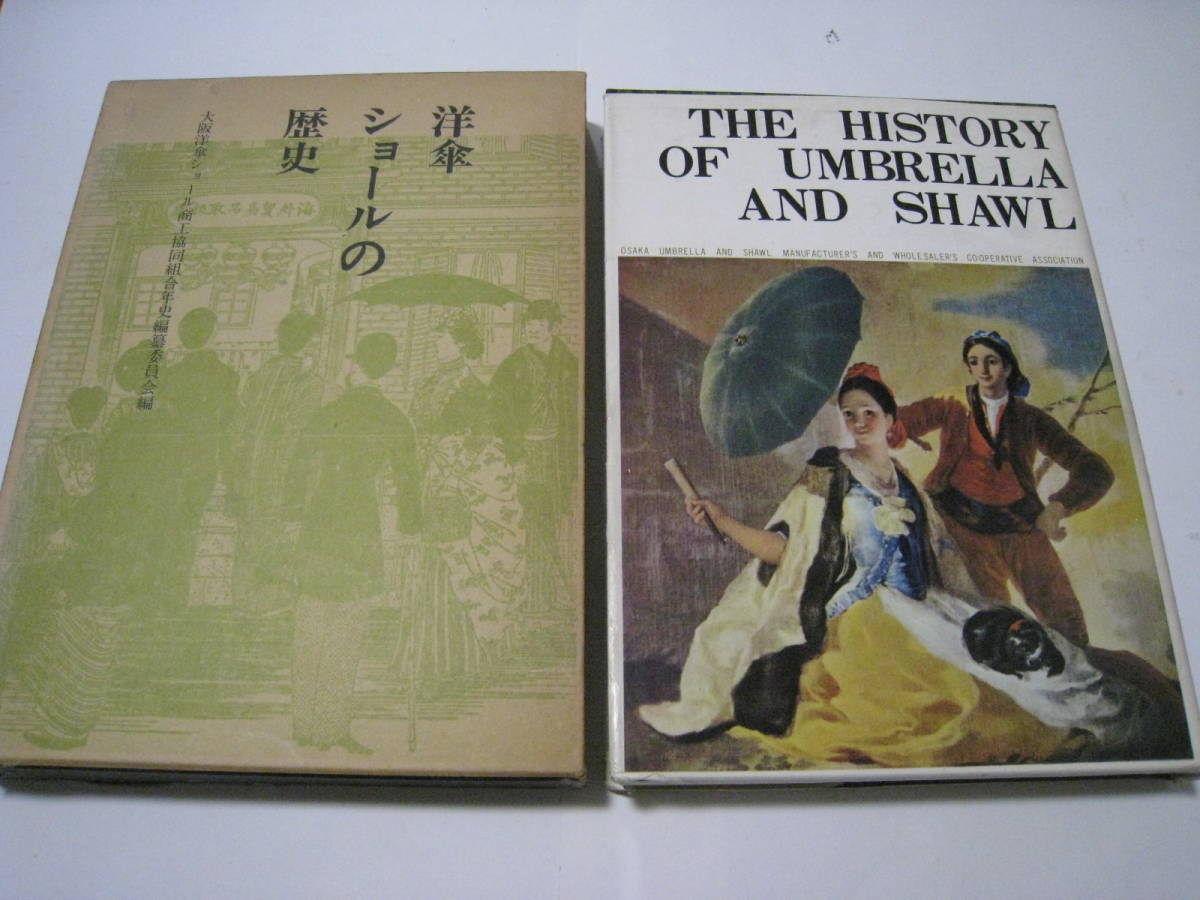 洋傘
ショールの
歴史
大阪洋傘ショール商工協同組合年史編纂委員会編
THE HISTORY
OF UMBRELLA
AND SHAWL
OSAKA UMBRELLA AND SHAWL MANUFACTURER'S AND WHOLESALER'S CO-OPERATIVE ASSOCIATION